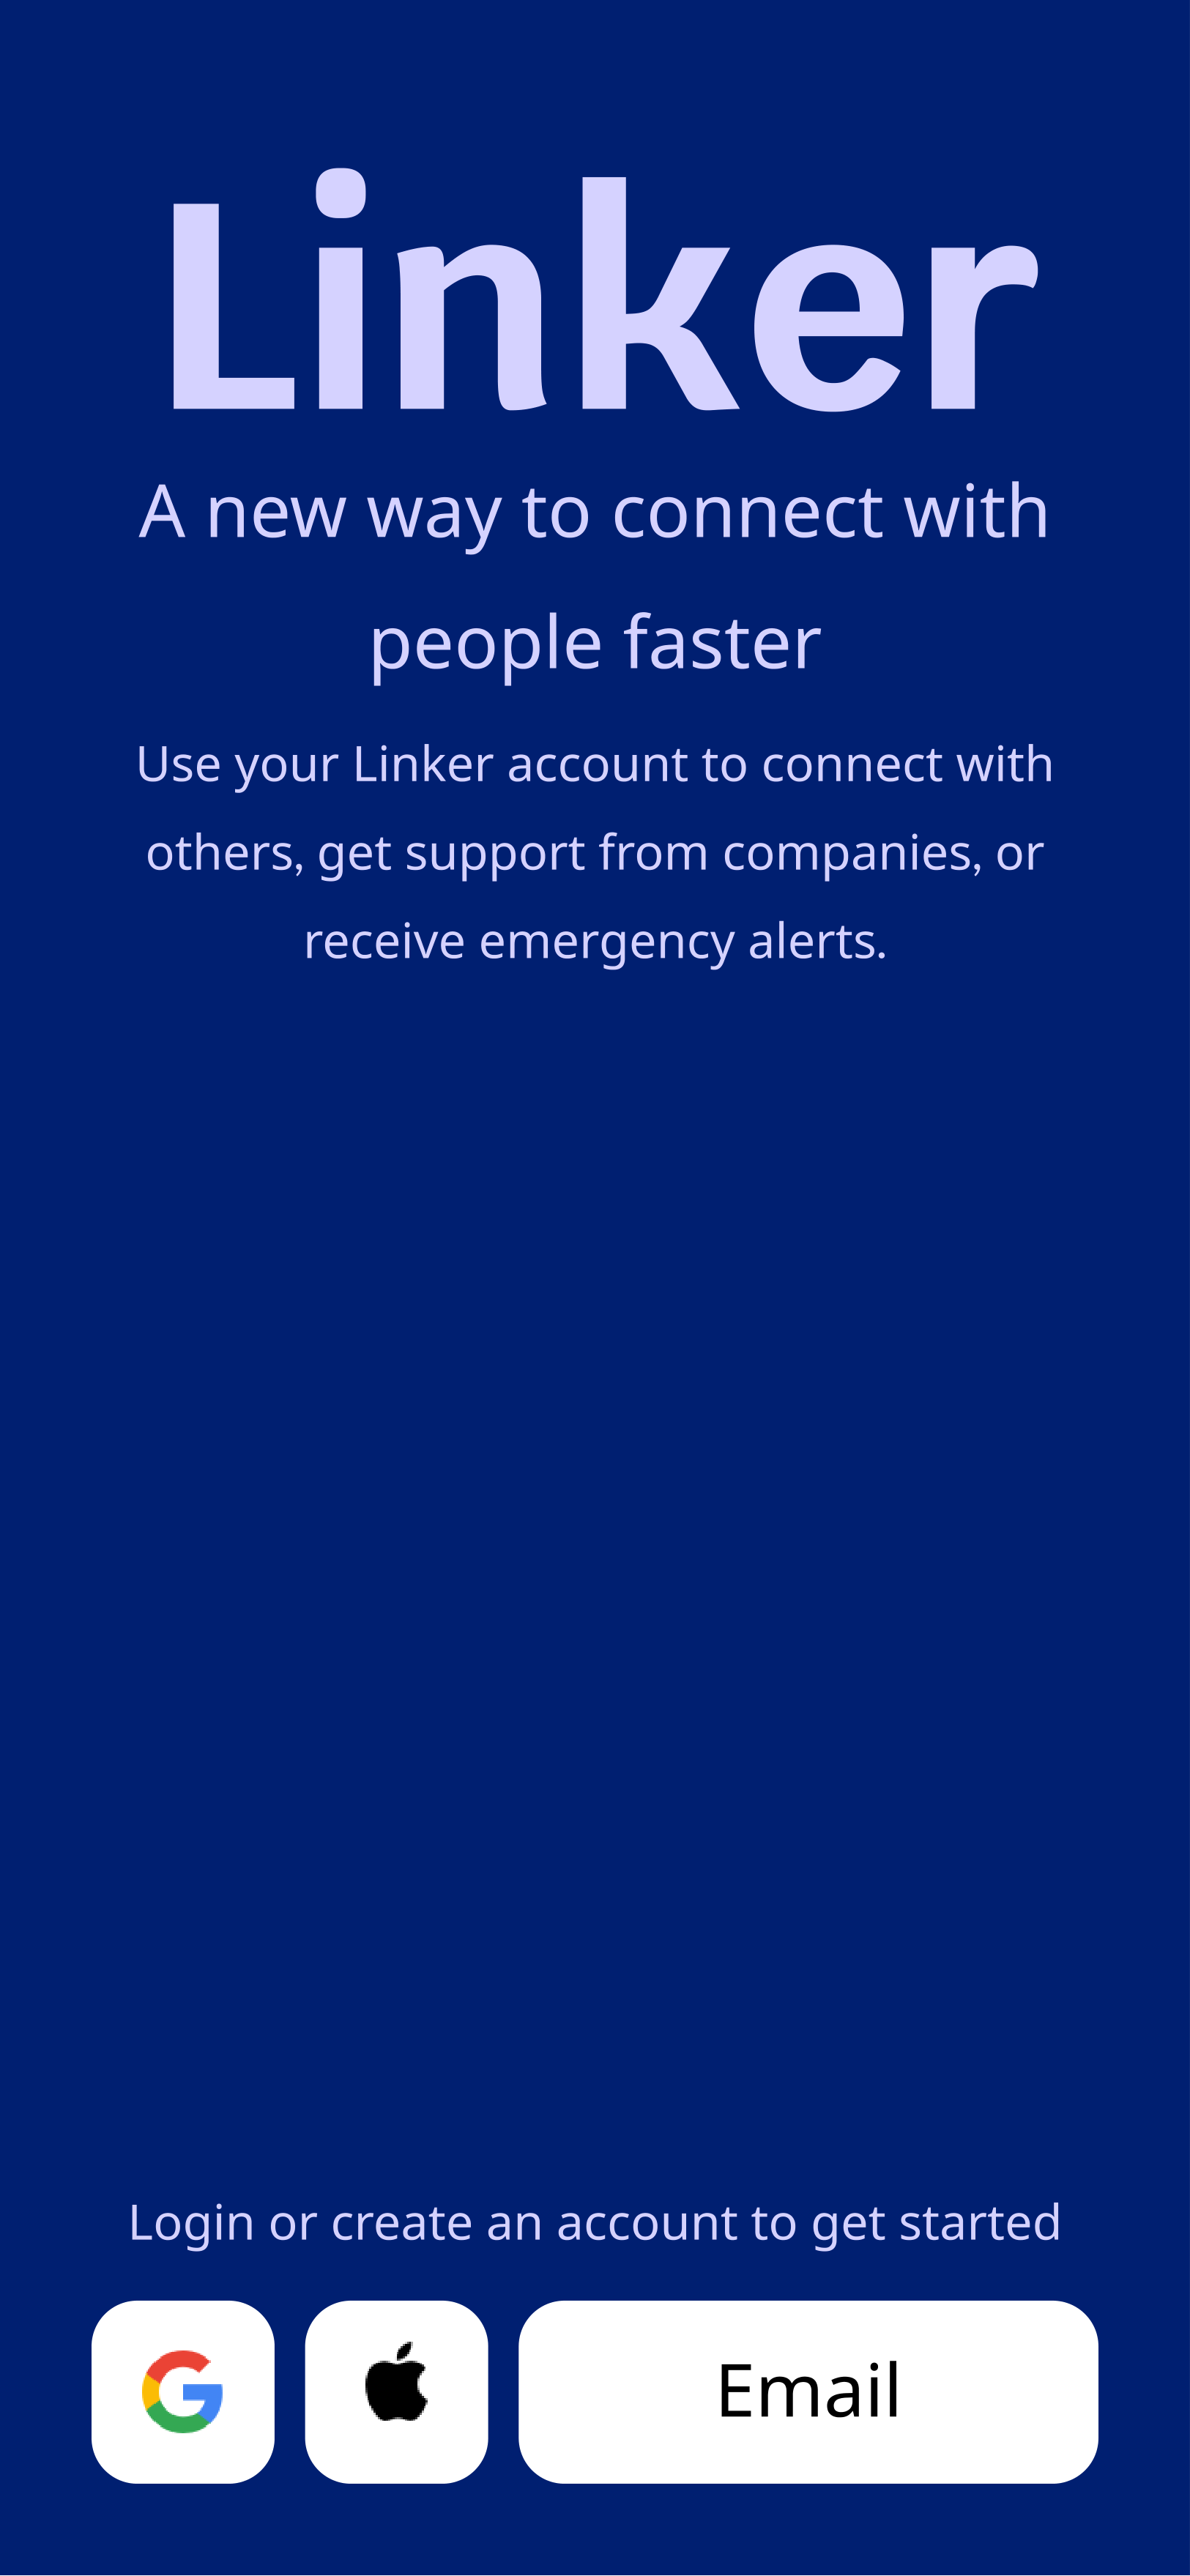 Linker
A new way to connect with
people faster
Use your Linker account to connect with
others, get support from companies, or
receive emergency alerts.
Login or create an account to get started
Email